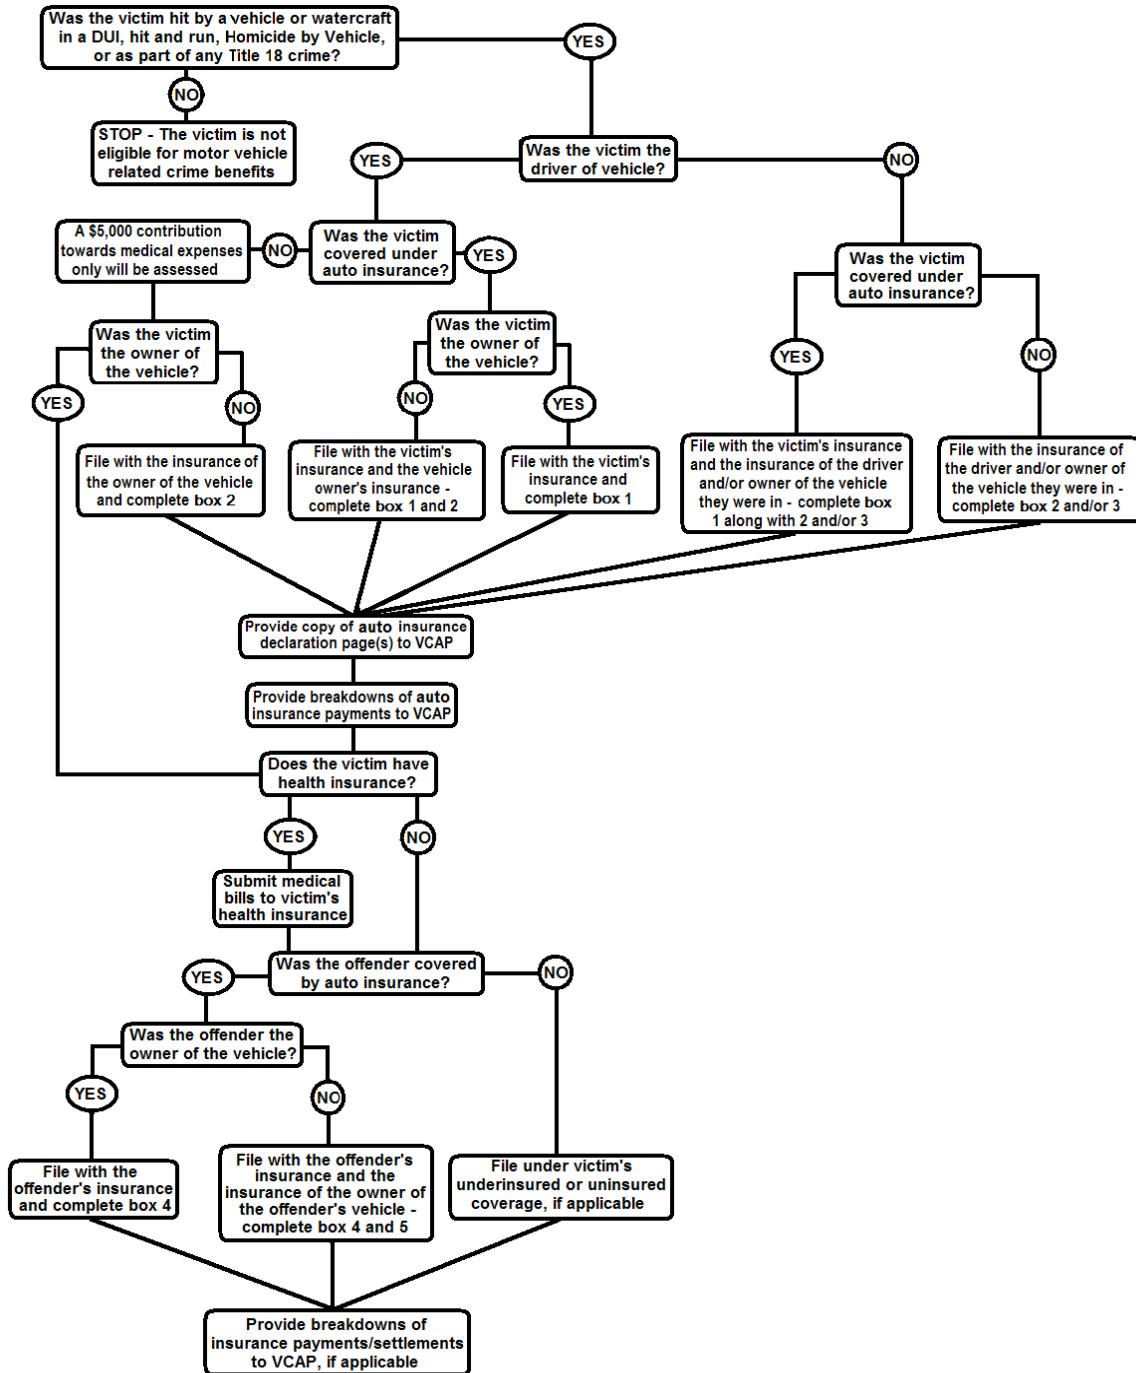 Was the victim hit by a vehicle or watercraft
in a DUI, hit and run, Homicide by Vehicle,
or as part of any Title 18 crime?
YES
NO
STOP - The victim is not
eligible for motor vehicle
related crime benefits
YES
Was the victim the
driver of vehicle?
NO
A $5,000 contribution
towards medical expenses
only will be assessed
NO
Was the victim
covered under
auto insurance?
YES
Was the victim
covered under
auto insurance?
Was the victim
the owner of
the vehicle?
Was the victim
the owner of
the vehicle?
YES
NO
YES
NO
NO
YES
File with the insurance of
the owner of the vehicle
and complete box 2
File with the victim's
insurance and the vehicle
owner's insurance -
complete box 1 and 2
File with the victim's
insurance and
complete box 1
File with the victim's insurance
and the insurance of the driver
and/or owner of the vehicle
they were in - complete box
1 along with 2 and/or 3
File with the insurance of
the driver and/or owner of
the vehicle they were in -
complete box 2 and/or 3
Provide copy of auto insurance
declaration page(s) to VCAP
Provide breakdowns of auto
insurance payments to VCAP
Does the victim have
health insurance?
YES
NO
Submit medical
bills to victim's
health insurance
Was the offender covered
by auto insurance?
YES
NO
Was the offender the
owner of the vehicle?
YES
NO
File with the
offender's insurance
and complete box 4
File with the offender's
insurance and the
insurance of the owner of
the offender's vehicle -
complete box 4 and 5
File under victim's
underinsured or uninsured
coverage, if applicable
Provide breakdowns of
insurance payments/settlements
to VCAP, if applicable